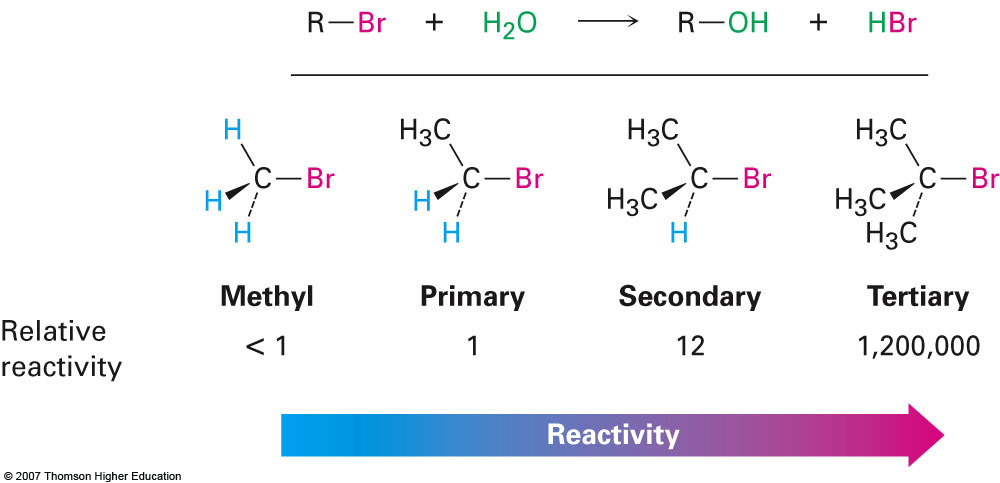 R—Br + H₂O ⟶ R—OH + HBr
H H₃C H₃C H₃C
C—Br C—Br C—Br C—Br
H H H₃C H₃C
H H H H₃C
Methyl Primary Secondary Tertiary
Relative
reactivity < 1 1 12 1,200,000
Reactivity
© 2007 Thomson Higher Education